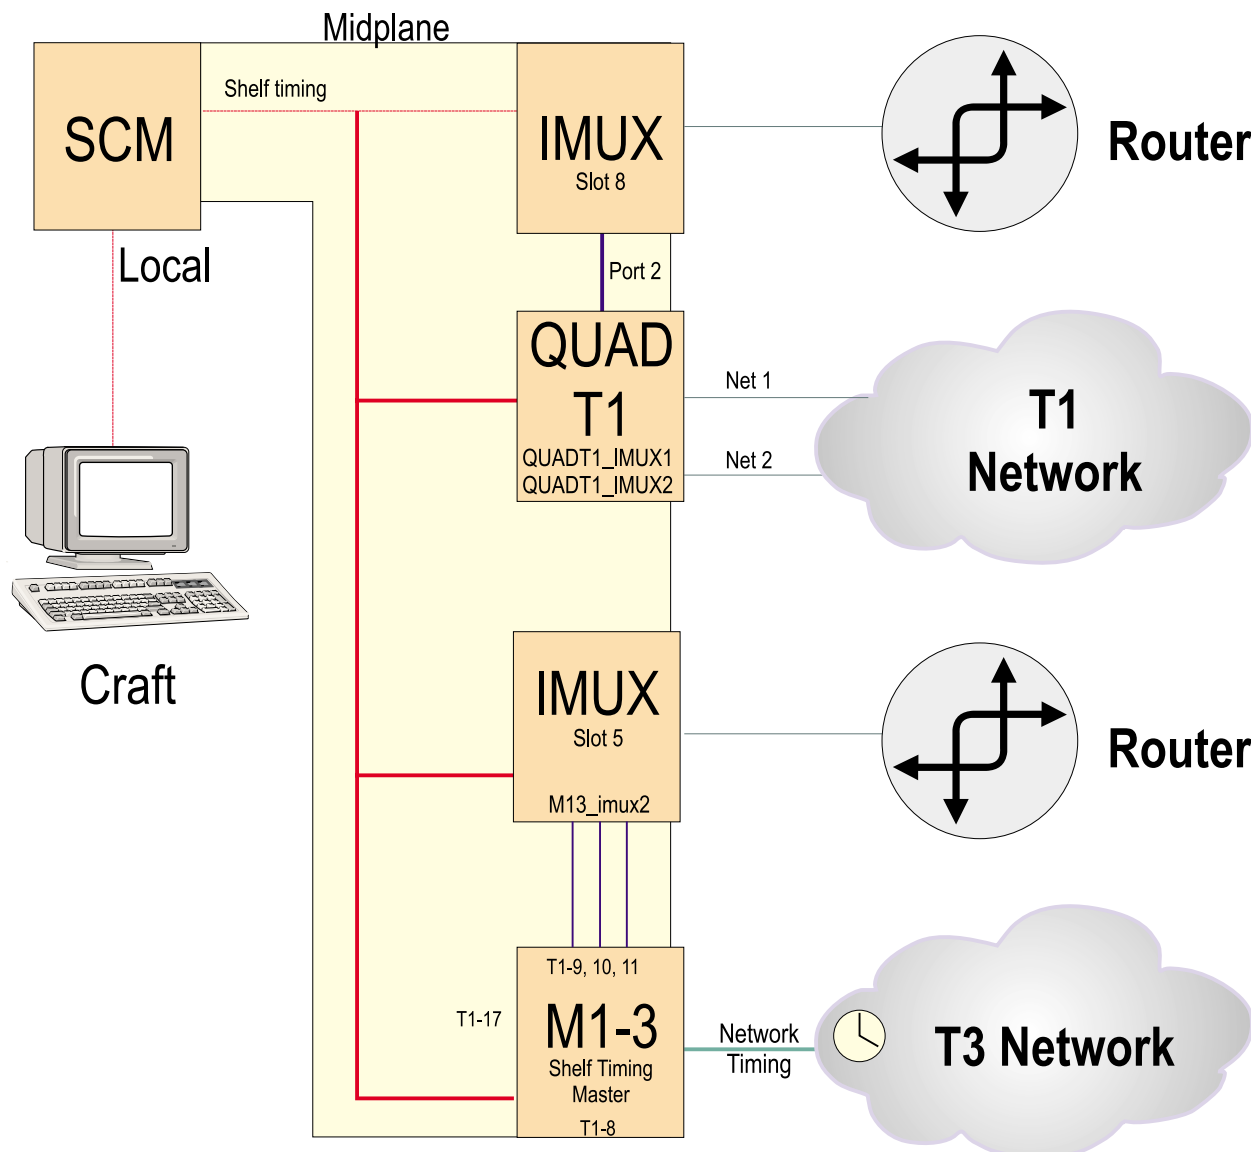 Midplane
SCM
Shelf timing
IMUX
Slot 8
Router
Local
Port 2
QUAD
T1
QUADT1_IMUX1
QUADT1_IMUX2
Net 1
Net 2
T1
Network
Craft
IMUX
Slot 5
M13_imux2
Router
T1-9, 10, 11
T1-17
M1-3
Shelf Timing
Master
T1-8
Network
Timing
T3 Network